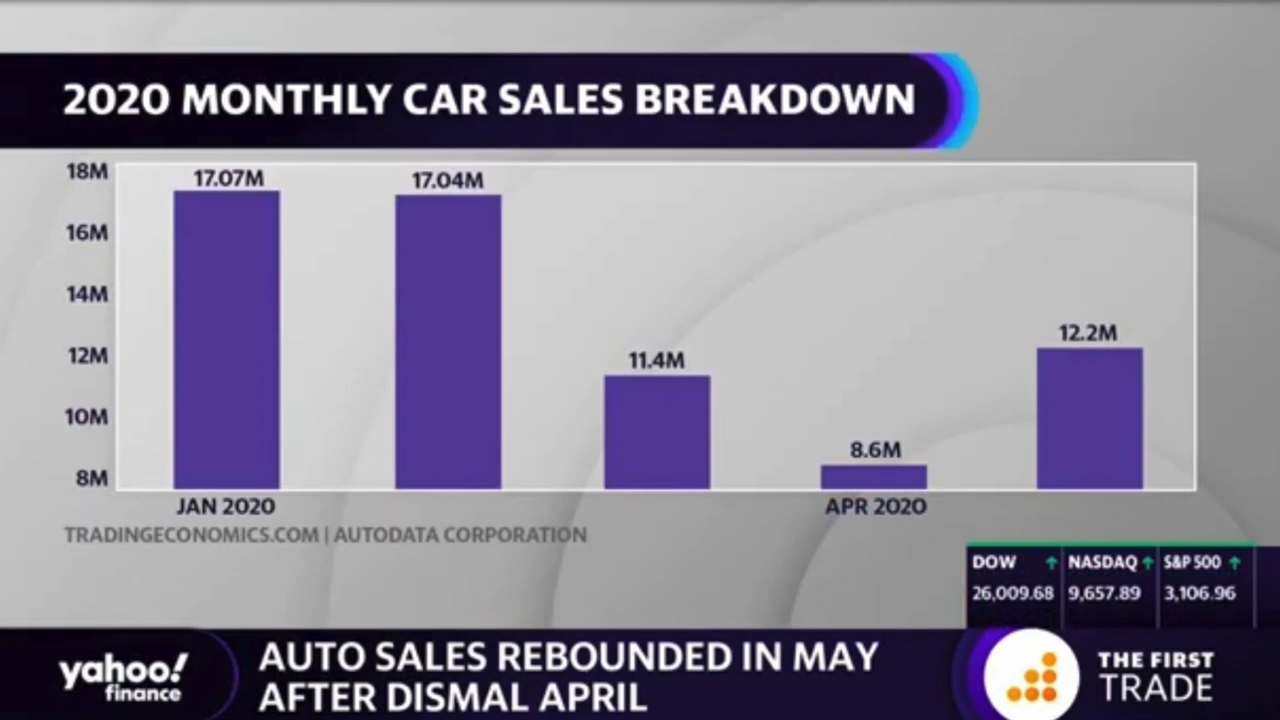 2020 MONTHLY CAR SALES BREAKDOWN
18M
16M
14M
12M
10M
8M
17.07M
17.04M
11.4M
8.6M
12.2M
JAN 2020
APR 2020
TRADINGECONOMICS.COM | AUTODATA CORPORATION
DOW
26,009.68
NASDAQ
9,657.89
S&P 500
3,106.96
yahoo!
finance
AUTO SALES REBOUNDED IN MAY
AFTER DISMAL APRIL
THE FIRST
TRADE